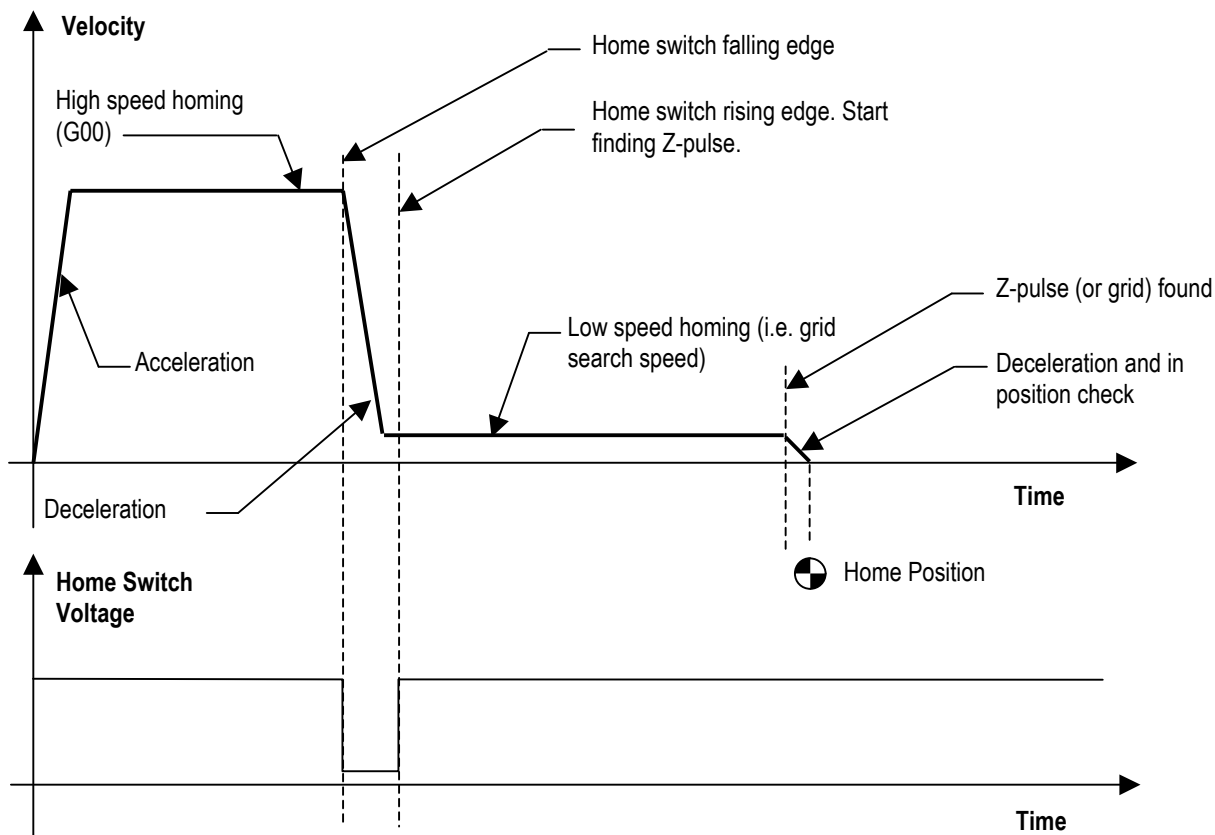 Velocity
Home switch falling edge
High speed homing
(G00)
Home switch rising edge. Start
finding Z-pulse.
Z-pulse (or grid) found
Low speed homing (i.e. grid
search speed)
Acceleration
Deceleration and in
position check
Deceleration
Time
Home Switch
Voltage
Home Position
Time